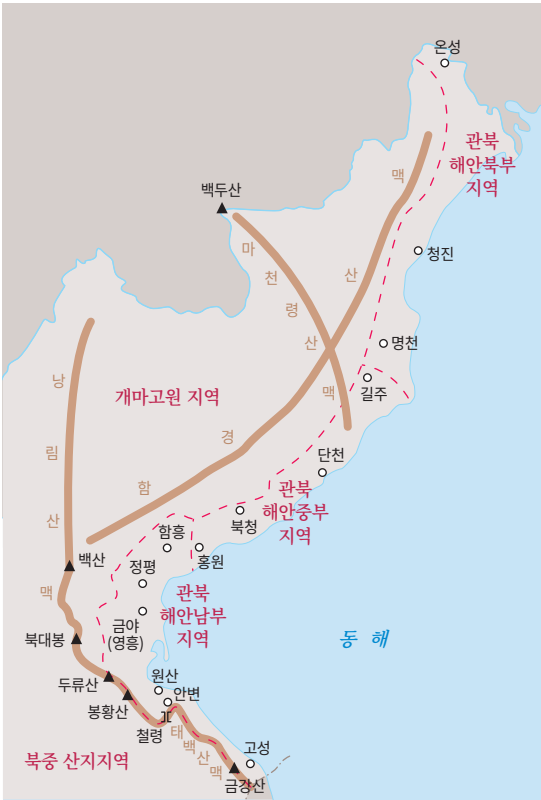 온성
관북
해안북부
지역
맥
백두산
마
천
령
산
맥
청진
산
명천
길주
낭
림
산
맥
개마고원 지역
경
함
단천
관북
해안중부
지역
북청
함흥
홍원
정평
백산
관북
해안남부
지역
금야
(영흥)
북대봉
동 해
두류산
원산
안변
봉황산
철령
태
백
산
맥
고성
북중 산지지역
금강산